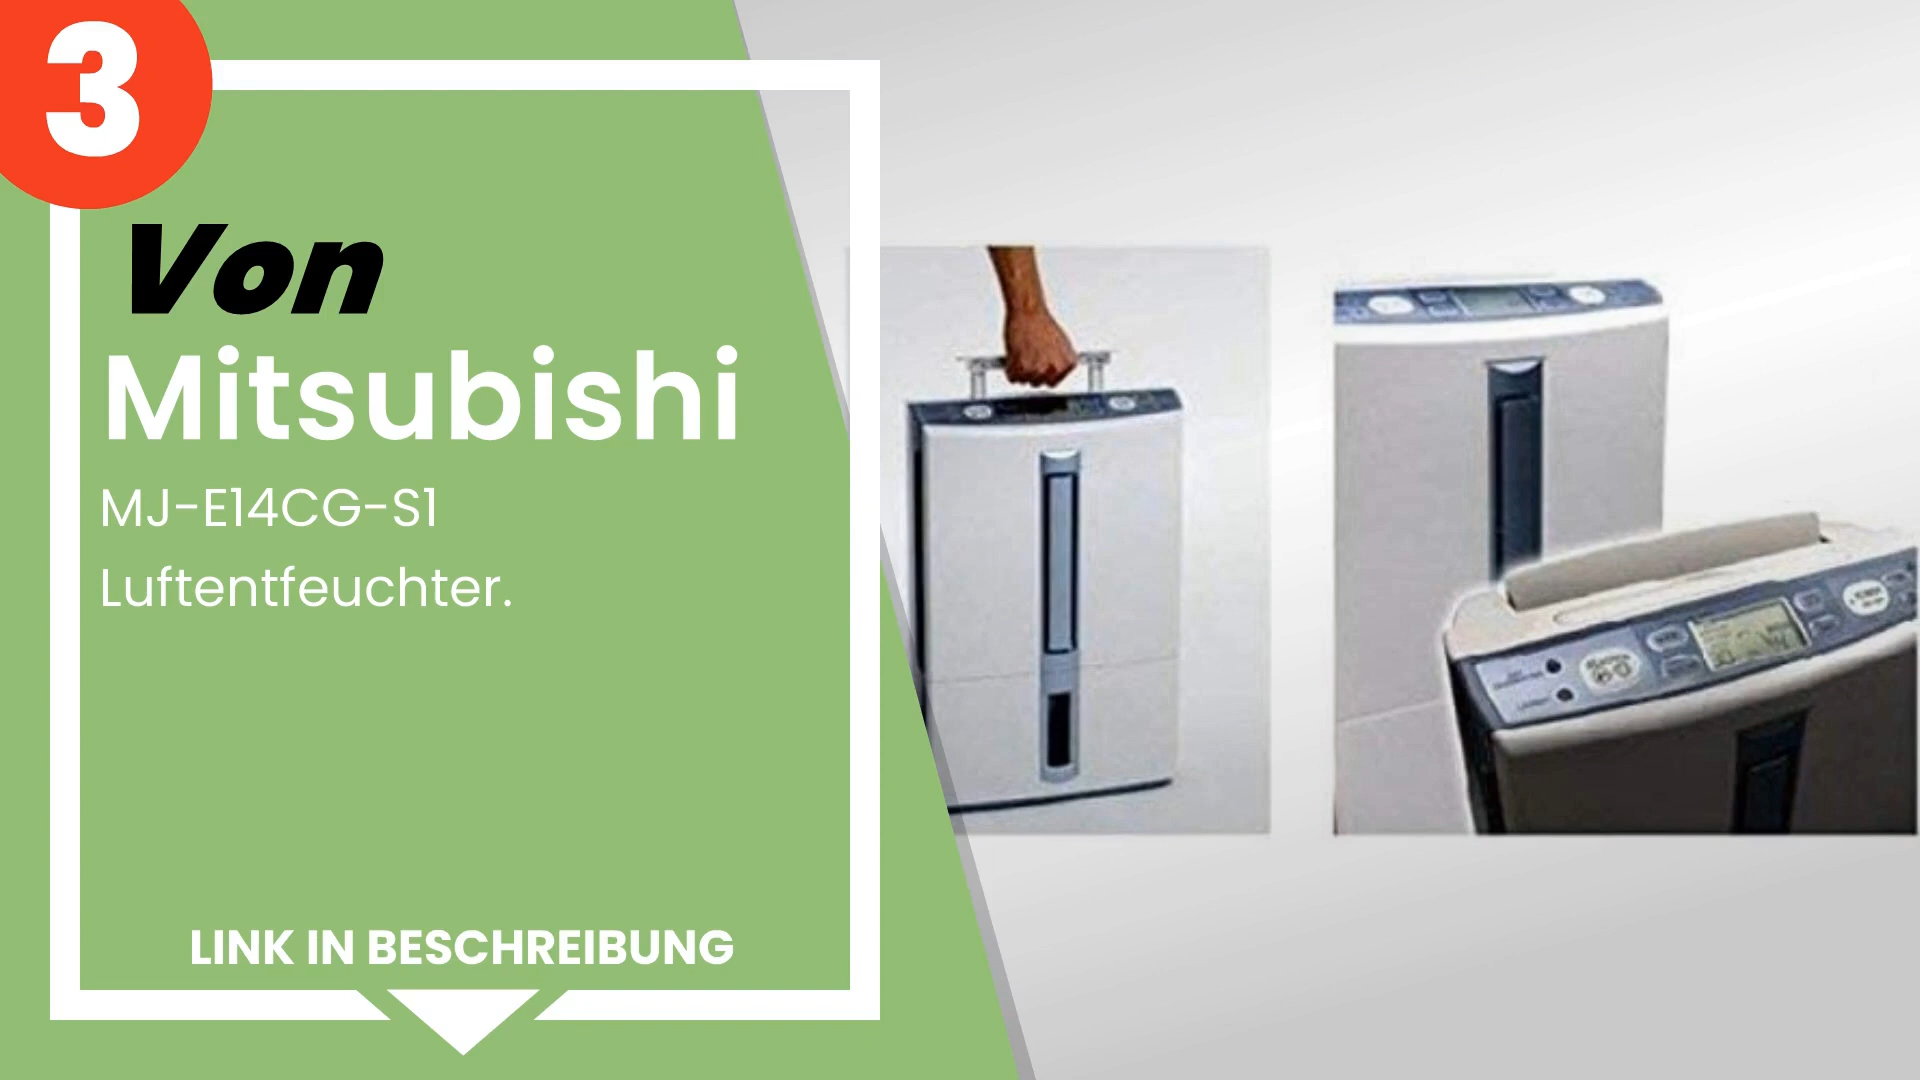 3
Von
Mitsubishi
MJ-E14CG-S1
Luftentfeuchter.
LINK IN BESCHREIBUNG